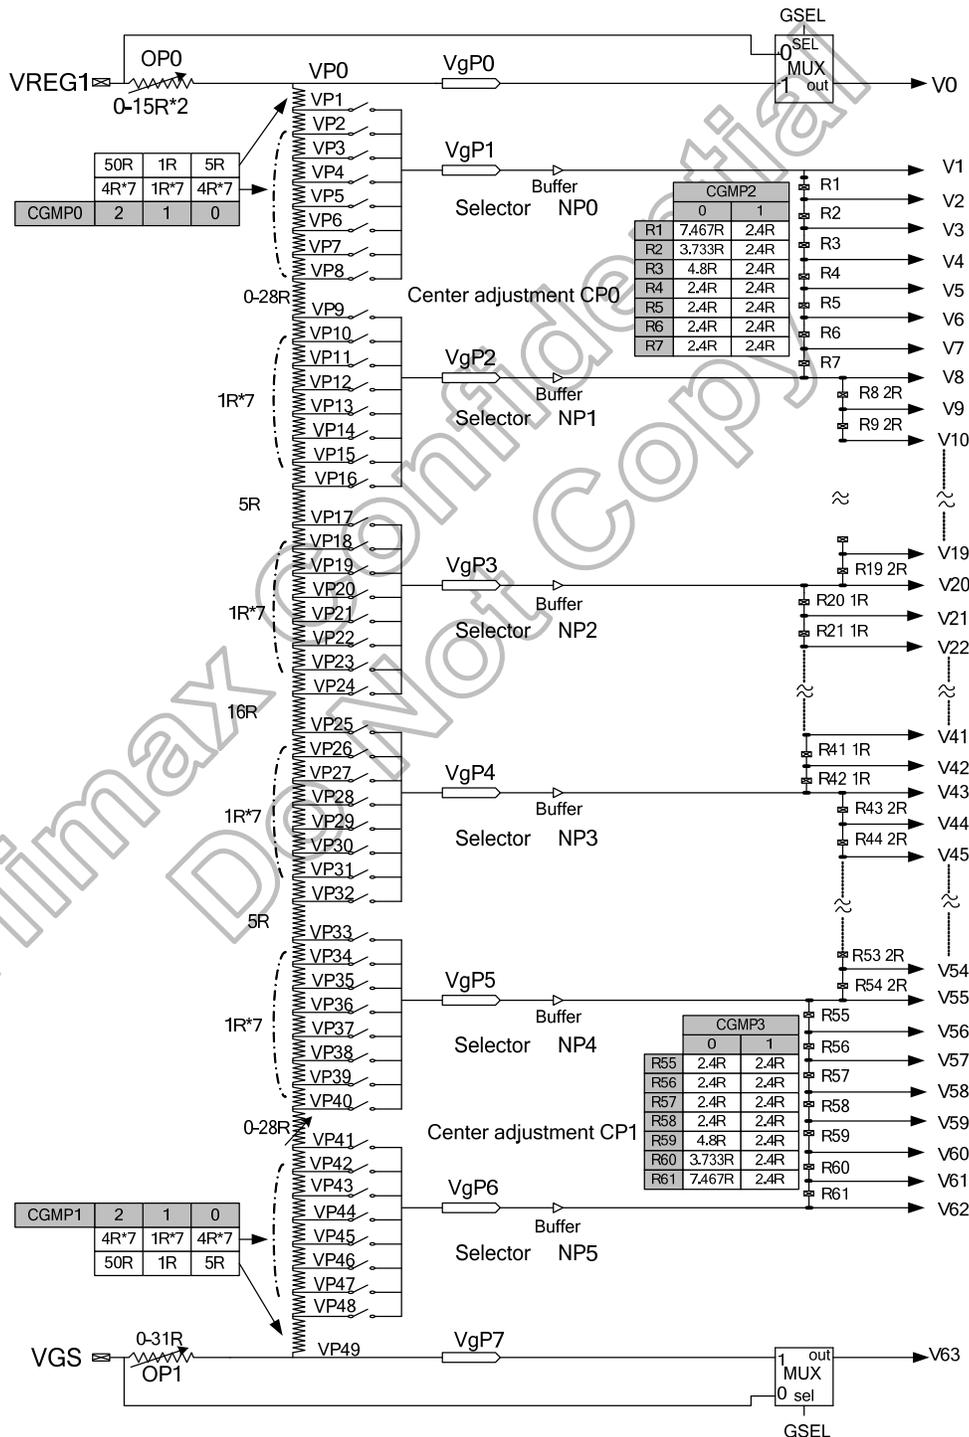 GSEL
0 SEL
MUX
1 out
OP0
VREG1
0-15R*2
VP0
VgP0
V0
VP1
VP2
VP3
VP4
VP5
VP6
VP7
VP8
50R 1R 5R
4R*7 1R*7 4R*7
CGMP0 2 1 0
VgP1
Buffer
Selector NP0
CGMP2
0 1
R1 7.467R 2.4R
R2 3.733R 2.4R
R3 4.8R 2.4R
R4 2.4R 2.4R
R5 2.4R 2.4R
R6 2.4R 2.4R
R7 2.4R 2.4R
R1
R2
R3
R4
R5
R6
R7
V1
V2
V3
V4
V5
V6
V7
V8
V9
V10
0-28R
Center adjustment CP0
VP9
VP10
VP11
VP12
VP13
VP14
VP15
VP16
1R*7
VgP2
Buffer
Selector NP1
R8 2R
R9 2R
5R
VP17
VP18
VP19
VP20
VP21
VP22
VP23
VP24
1R*7
VgP3
Buffer
Selector NP2
R19 2R
R20 1R
R21 1R
V19
V20
V21
V22
16R
VP25
VP26
VP27
VP28
VP29
VP30
VP31
VP32
1R*7
VgP4
Buffer
Selector NP3
R41 1R
R42 1R
R43 2R
R44 2R
V41
V42
V43
V44
V45
5R
VP33
VP34
VP35
VP36
VP37
VP38
VP39
VP40
1R*7
VgP5
Buffer
Selector NP4
R53 2R
R54 2R
V54
V55
V56
V57
V58
V59
V60
V61
V62
R55
R56
R57
R58
R59
R60
R61
CGMP3
0 1
R55 2.4R 2.4R
R56 2.4R 2.4R
R57 2.4R 2.4R
R58 2.4R 2.4R
R59 4.8R 2.4R
R60 3.733R 2.4R
R61 7.467R 2.4R
0-28R
Center adjustment CP1
VP41
VP42
VP43
VP44
VP45
VP46
VP47
VP48
VgP6
Buffer
Selector NP5
CGMP1 2 1 0
4R*7 1R*7 4R*7
50R 1R 5R
0-31R
VGS
OP1
VP49
VgP7
1 out
MUX
0 sel
GSEL
V63
Himax Confidential
Do Not Copy